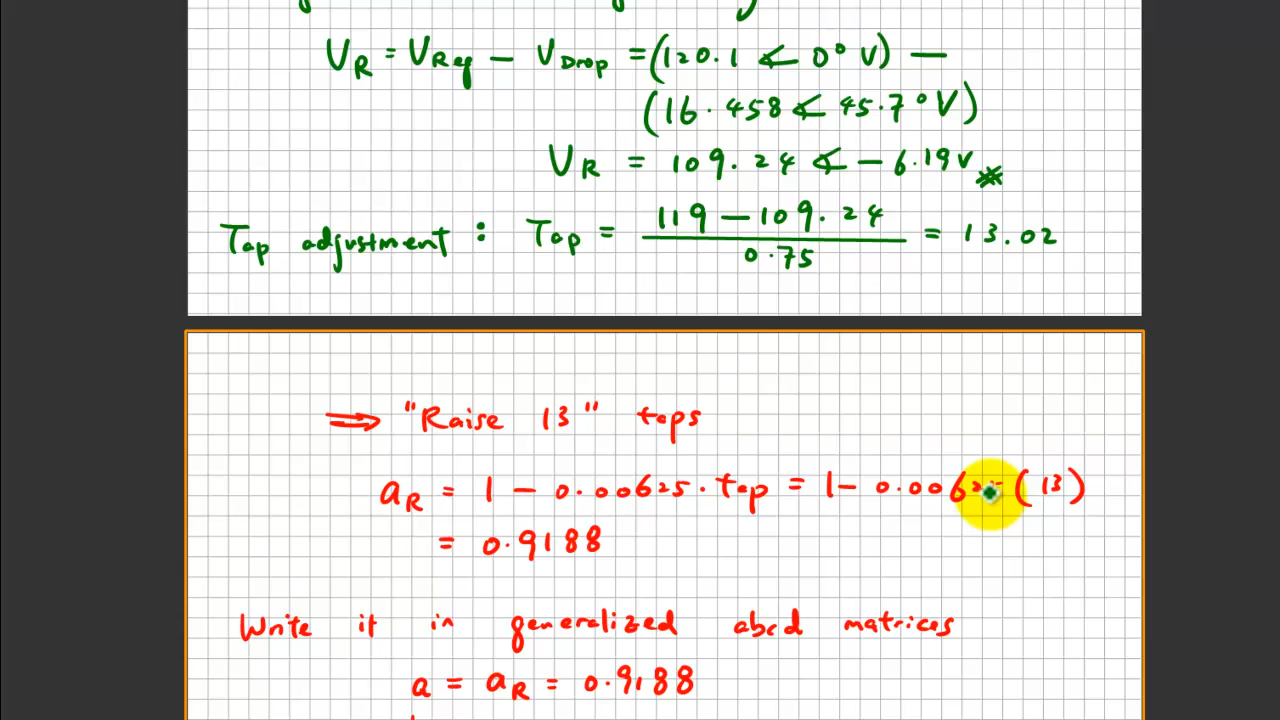 V_R = V_Reg − V_Drop = (120.1 ∠ 0° V) −
(16.458 ∠ 45.7° V)
V_R = 109.24 ∠ −6.19 V
Tap adjustment : Tap = (119 − 109.24) / 0.75 = 13.02
⇒ "Raise 13" taps
a_R = 1 − 0.00625 · tap = 1 − 0.00625 (13)
= 0.9188
Write it in generalized abcd matrices
a = a_R = 0.9188